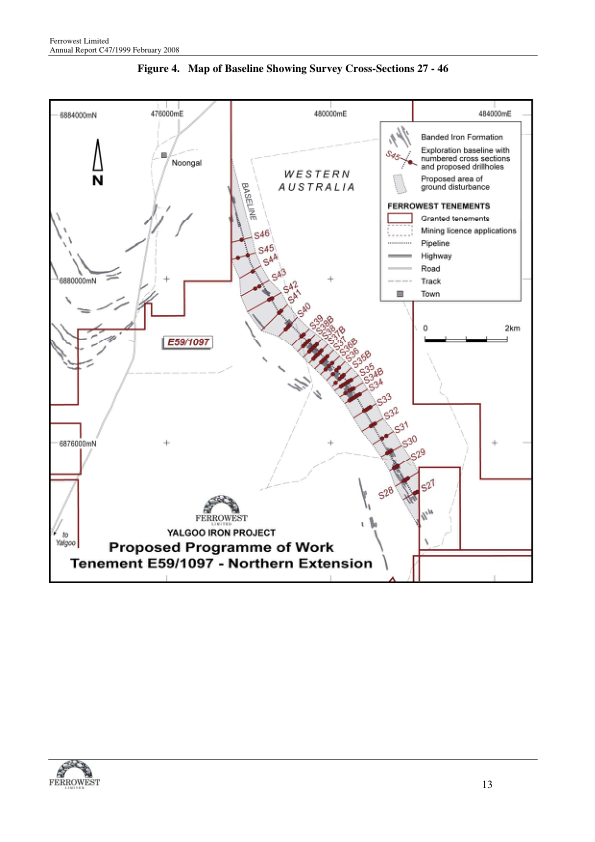 Ferrowest Limited
Annual Report C47/1999 February 2008
Figure 4. Map of Baseline Showing Survey Cross-Sections 27 - 46
6884000mN
476000mE
480000mE
484000mE
N
Noongal
WESTERN
AUSTRALIA
BASELINE
S45
Banded Iron Formation
Exploration baseline with
numbered cross sections
and proposed drillholes
Proposed area of
ground disturbance
FERROWEST TENEMENTS
Granted tenements
Mining licence applications
Pipeline
Highway
Road
Track
Town
0
2km
S46
S45
S44
S43
S42
S41
S40
S39
6880000mN
E59/1097
S36
S35B
S35
S34B
S34
S33
S32
S31
S30
S29
S28
S27
6876000mN
to
Yalgoo
FERROWEST
LIMITED
YALGOO IRON PROJECT
Proposed Programme of Work
Tenement E59/1097 - Northern Extension
FERROWEST
LIMITED
13